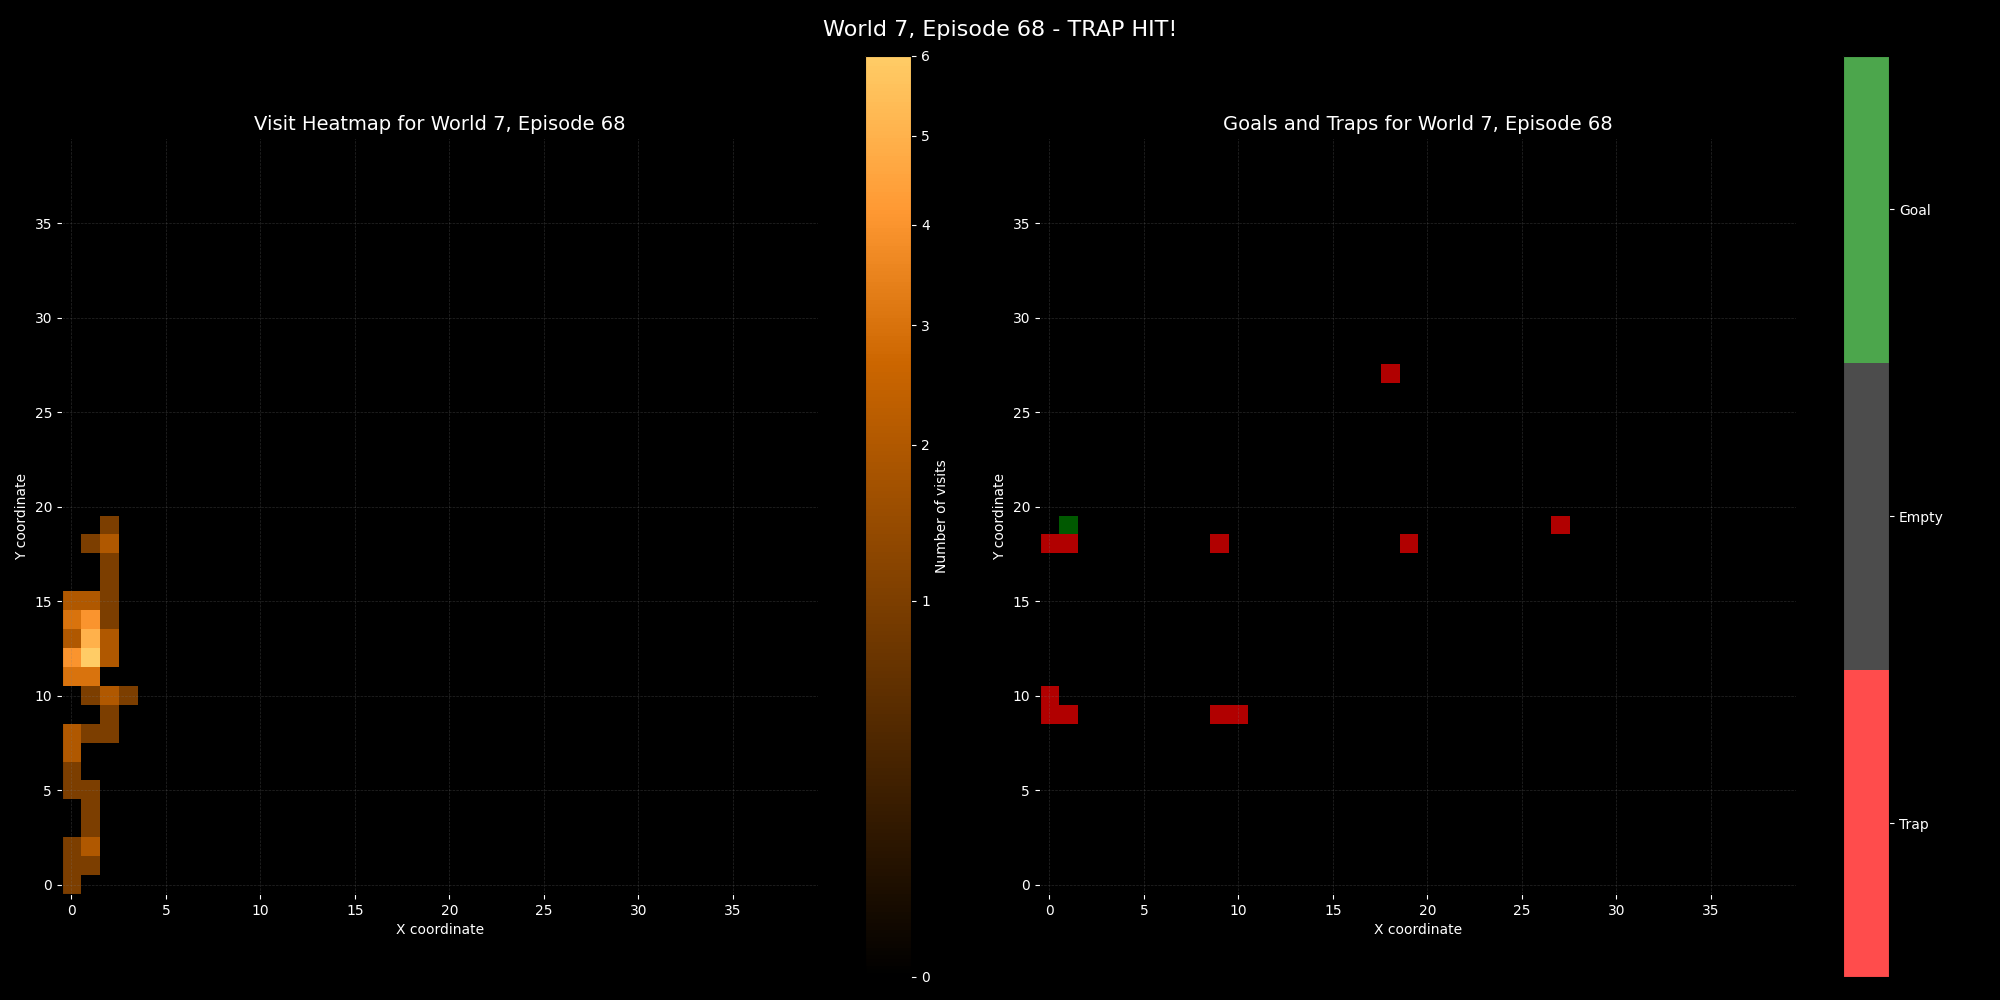 World 7, Episode 68 - TRAP HIT!
Visit Heatmap for World 7, Episode 68
35
30
25
20
15
10
5
0
Y coordinate
0 5 10 15 20 25 30 35
X coordinate
6
5
4
3
2
1
0
Number of visits
Goals and Traps for World 7, Episode 68
35
30
25
20
15
10
5
0
Y coordinate
0 5 10 15 20 25 30 35
X coordinate
Goal
Empty
Trap